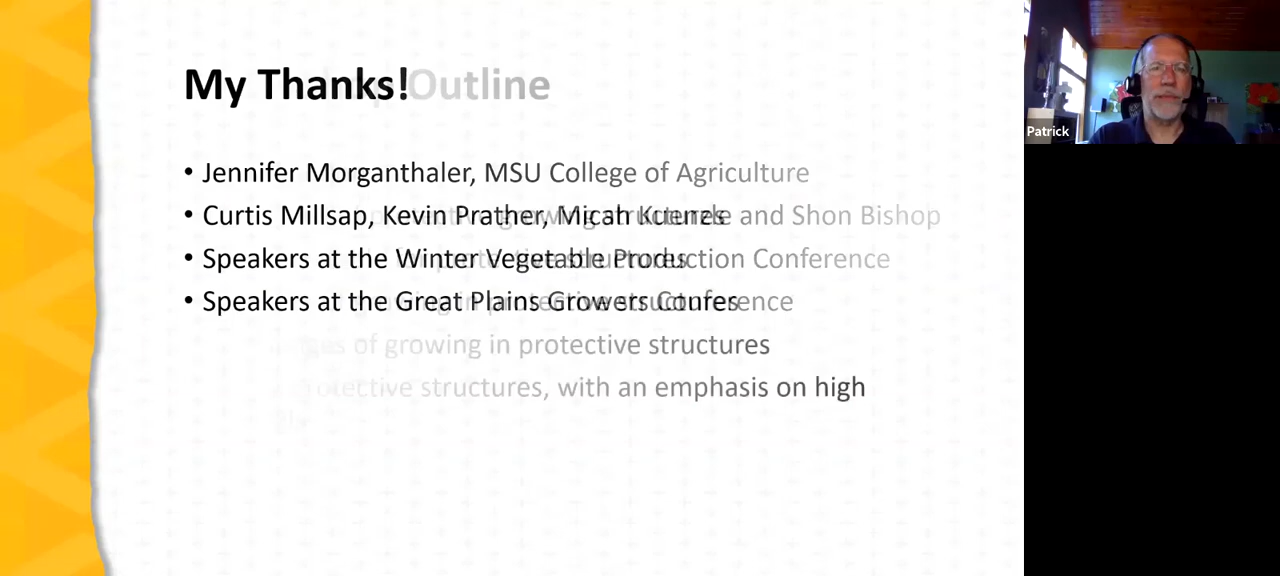 My Thanks! Outline
• Jennifer Morganthaler, MSU College of Agriculture
• Curtis Millsap, Kevin Prather, Micah Kuenzle and Shon Bishop
• Speakers at the Winter Vegetable Production Conference
• Speakers at the Great Plains Growers Conference
of growing in protective structures
structures, with an emphasis on high
Patrick